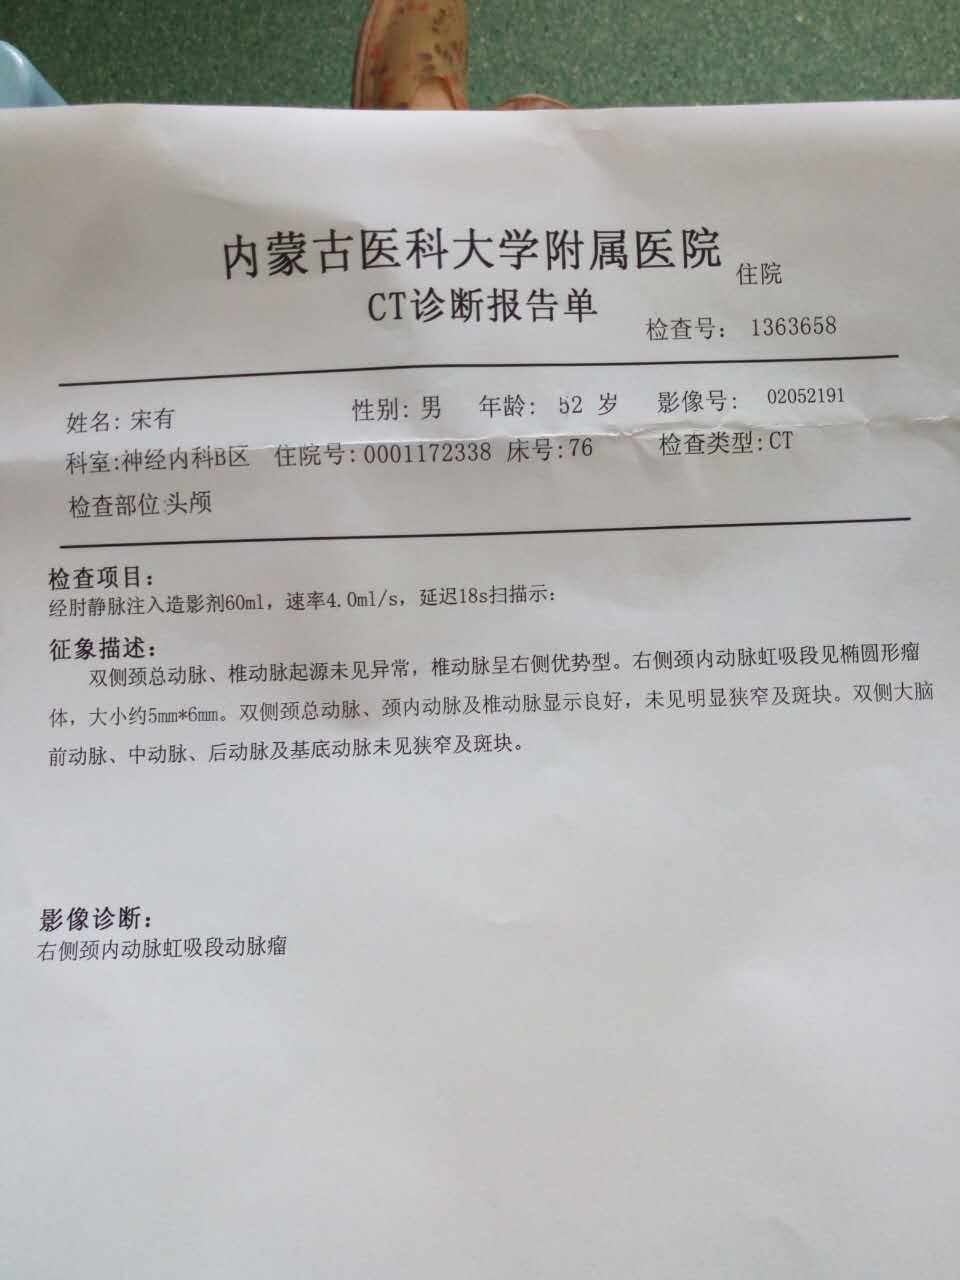 内蒙古医科大学附属医院 住院
CT诊断报告单
检查号： 1363658
姓名: 宋有 性别: 男 年龄: 52 岁 影像号: 02052191
科室:神经内科B区 住院号:0001172338 床号:76 检查类型:CT
检查部位:头颅
检查项目：
经肘静脉注入造影剂60ml，速率4.0ml/s，延迟18s扫描示：
征象描述：
双侧颈总动脉、椎动脉起源未见异常，椎动脉呈右侧优势型。右侧颈内动脉虹吸段见椭圆形瘤
体，大小约5mm*6mm。双侧颈总动脉、颈内动脉及椎动脉显示良好，未见明显狭窄及斑块。双侧大脑
前动脉、中动脉、后动脉及基底动脉未见狭窄及斑块。
影像诊断：
右侧颈内动脉虹吸段动脉瘤